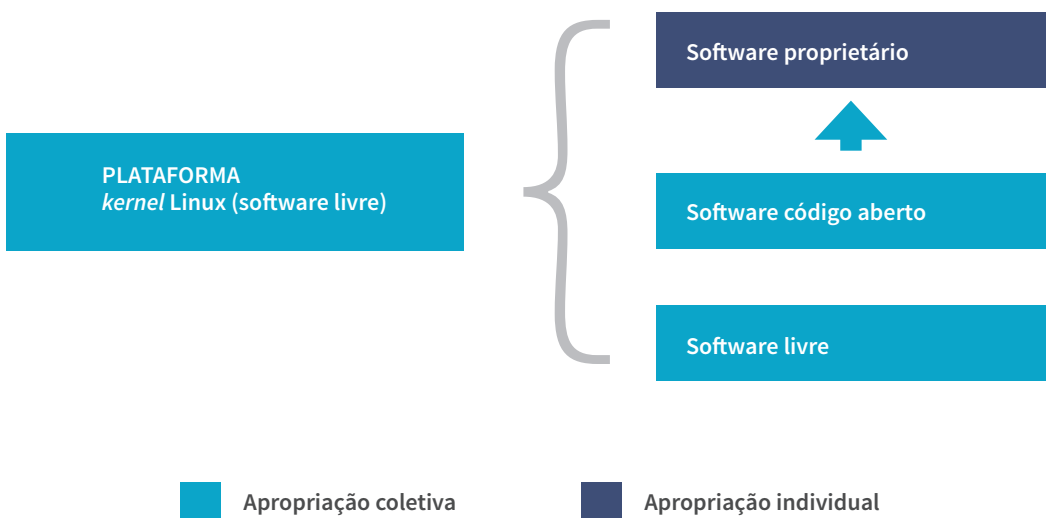 Software proprietário
PLATAFORMA
kernel Linux (software livre)
Software código aberto
Software livre
Apropriação coletiva
Apropriação individual